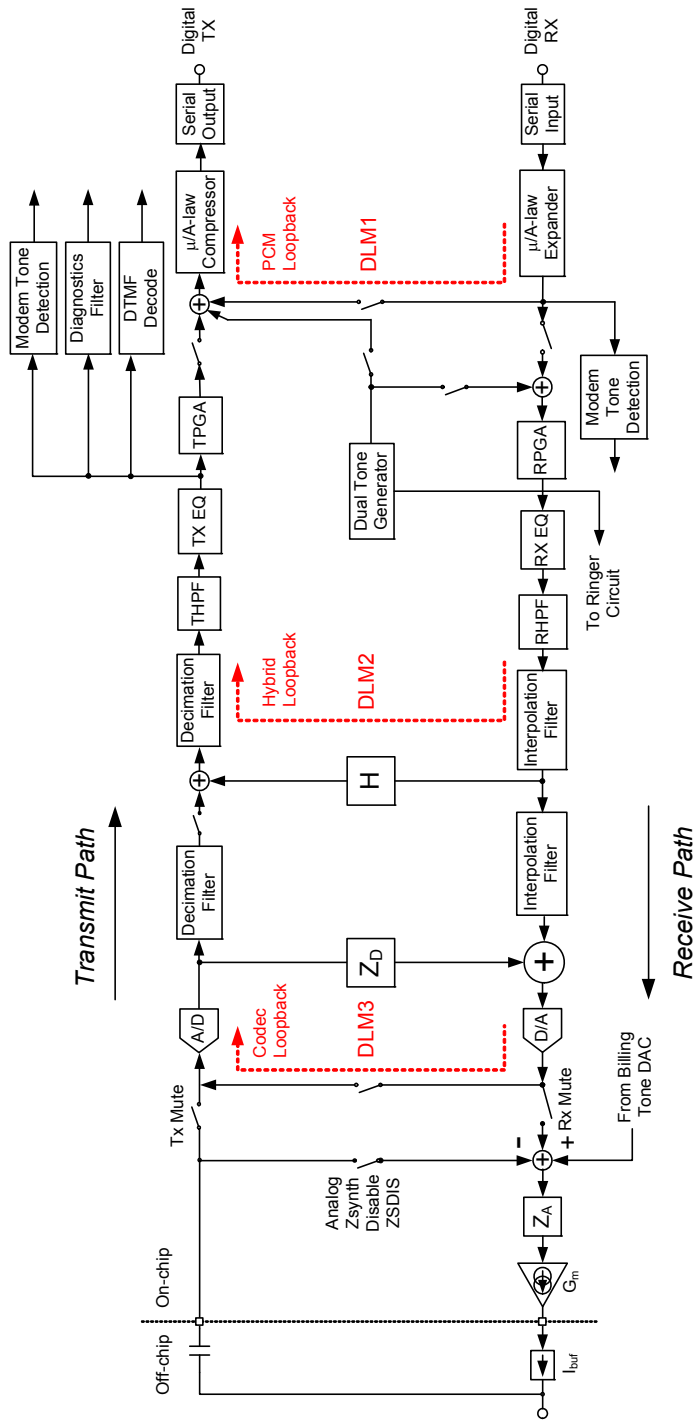 Off-chip
On-chip
Transmit Path
Tx Mute
A/D
Decimation
Filter
+
Decimation
Filter
THPF
TX EQ
TPGA
+
μ/A-law
Compressor
Serial
Output
Digital
TX
Modem Tone
Detection
Diagnostics
Filter
DTMF
Decode
Analog
Zsynth
Disable
ZSDIS
Codec
Loopback
DLM3
ZD
H
Hybrid
Loopback
DLM2
Dual Tone
Generator
PCM
Loopback
DLM1
Ibuf
Gm
ZA
+
-
+
Rx Mute
D/A
+
Interpolation
Filter
Interpolation
Filter
RHPF
RX EQ
RPGA
+
μ/A-law
Expander
Serial
Input
Digital
RX
From Billing
Tone DAC
Receive Path
To Ringer
Circuit
Modem
Tone
Detection